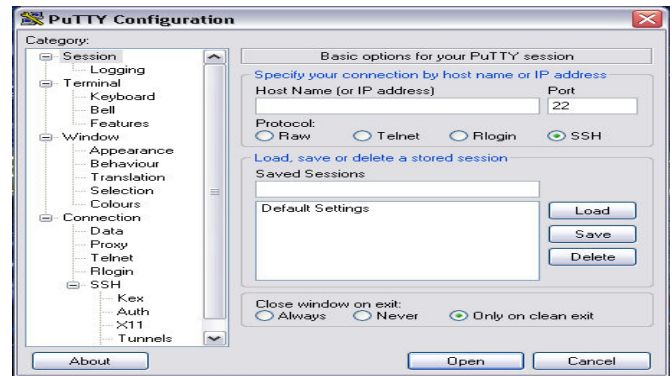 PuTTY Configuration
Category:
Session
Logging
Terminal
Keyboard
Bell
Features
Window
Appearance
Behaviour
Translation
Selection
Colours
Connection
Data
Proxy
Telnet
Rlogin
SSH
Kex
Auth
X11
Tunnels
Basic options for your PuTTY session
Specify your connection by host name or IP address
Host Name (or IP address) Port
22
Protocol:
Raw Telnet Rlogin SSH
Load, save or delete a stored session
Saved Sessions
Default Settings
Load
Save
Delete
Close window on exit:
Always Never Only on clean exit
About Open Cancel